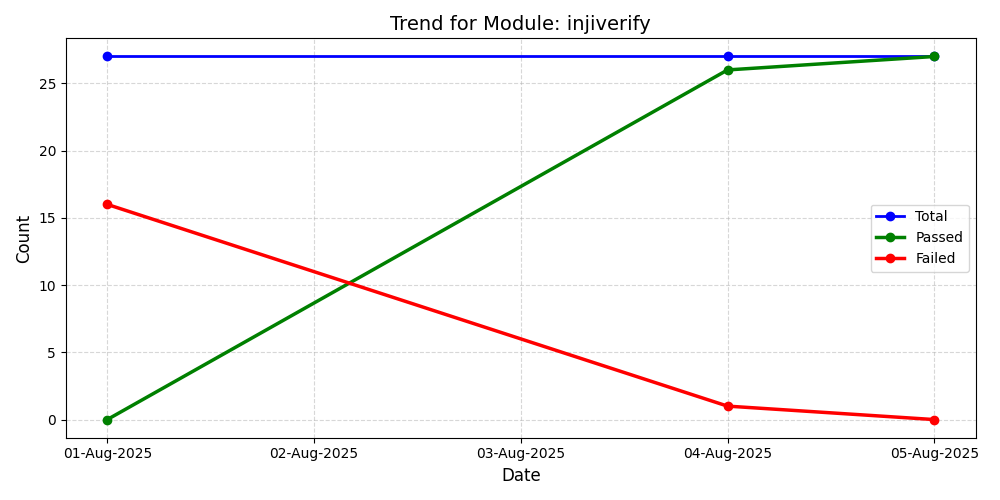 Trend for Module: injiverify
Count
25
20
15
10
5
0
Total
Passed
Failed
01-Aug-2025
02-Aug-2025
03-Aug-2025
04-Aug-2025
05-Aug-2025
Date